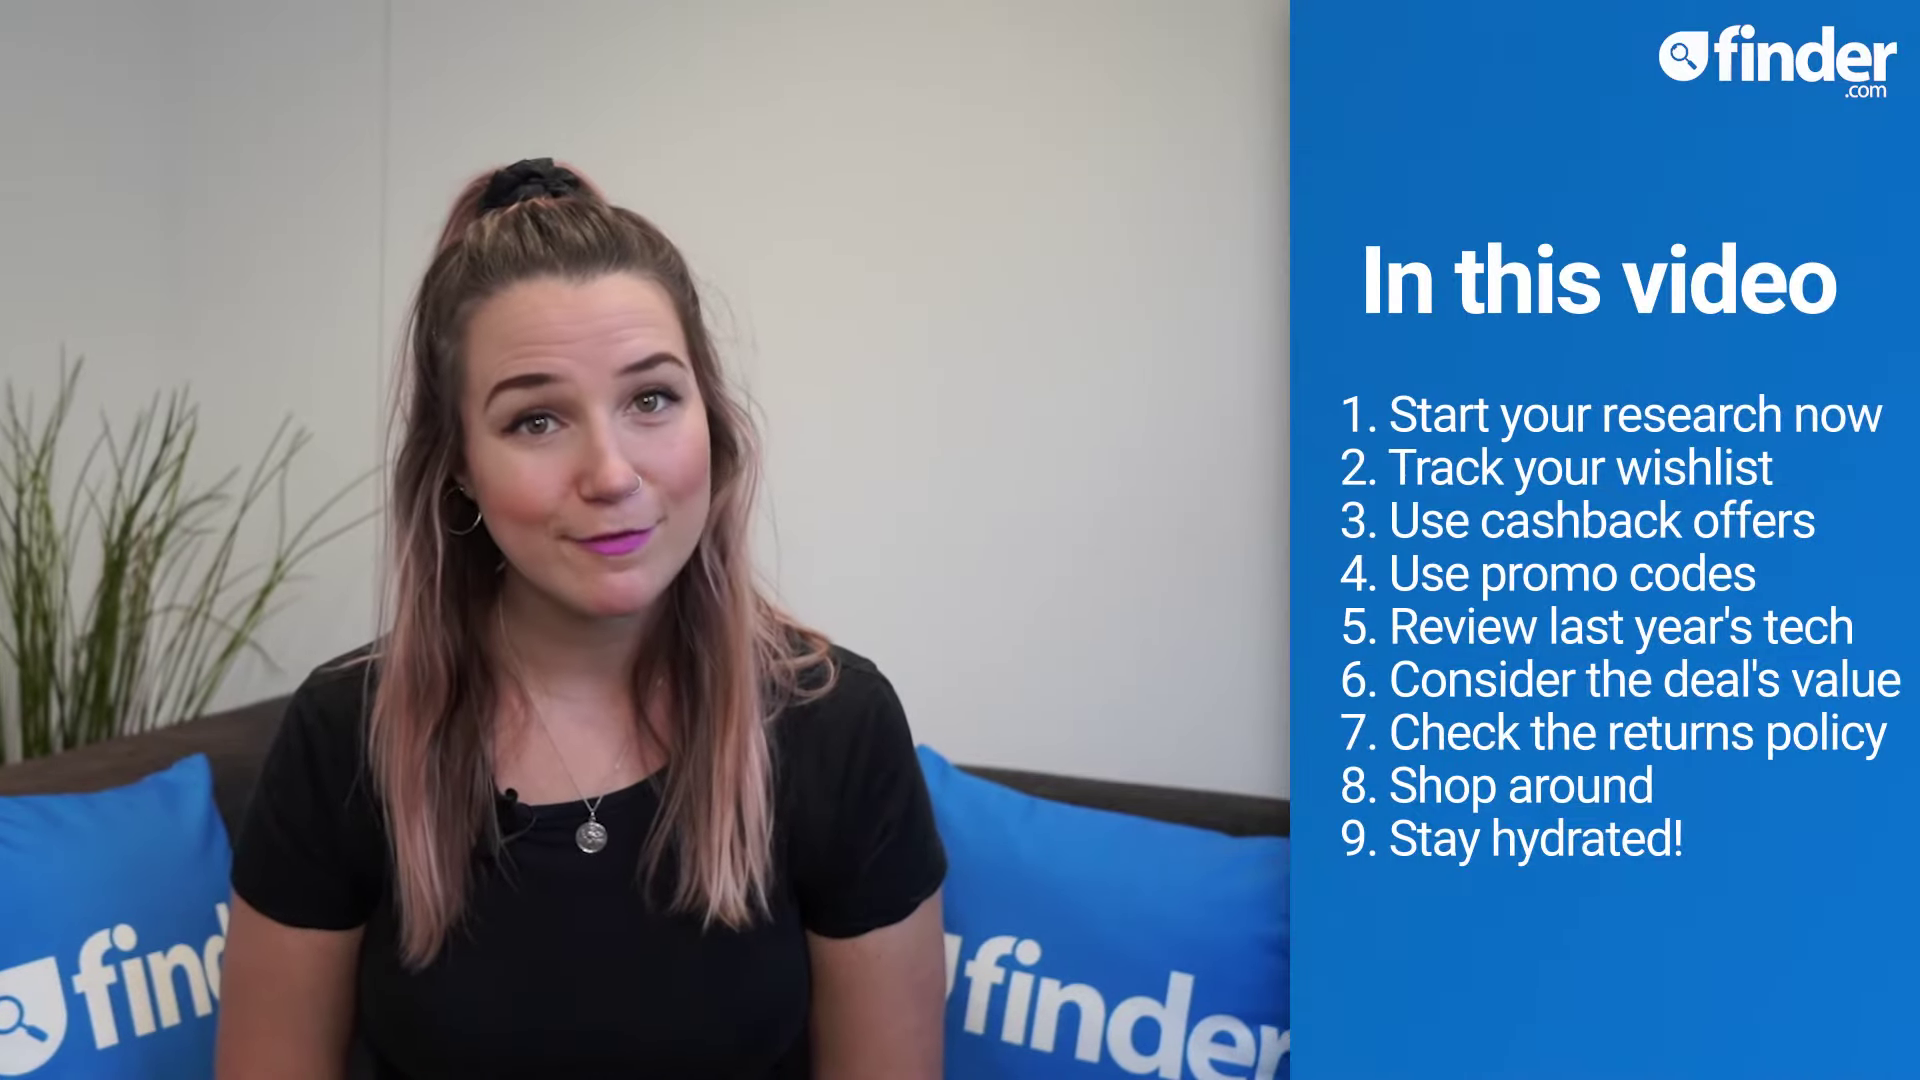 finder
.com
In this video
1. Start your research now
2. Track your wishlist
3. Use cashback offers
4. Use promo codes
5. Review last year's tech
6. Consider the deal's value
7. Check the returns policy
8. Shop around
9. Stay hydrated!
find
finder